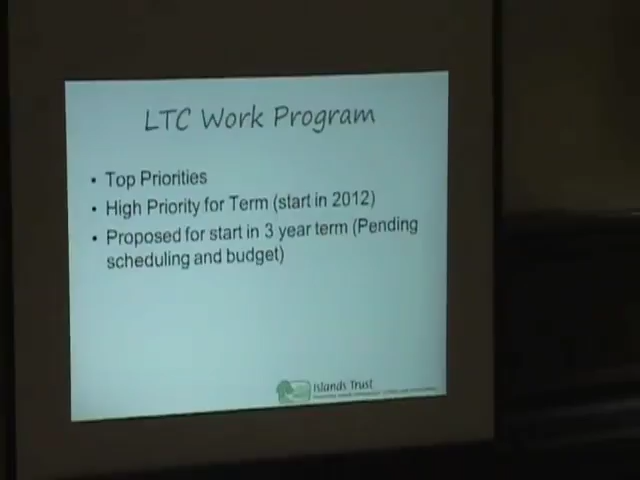 LTC Work Program
• Top Priorities
• High Priority for Term (start in 2012)
• Proposed for start in 3 year term (Pending
scheduling and budget)
Islands Trust